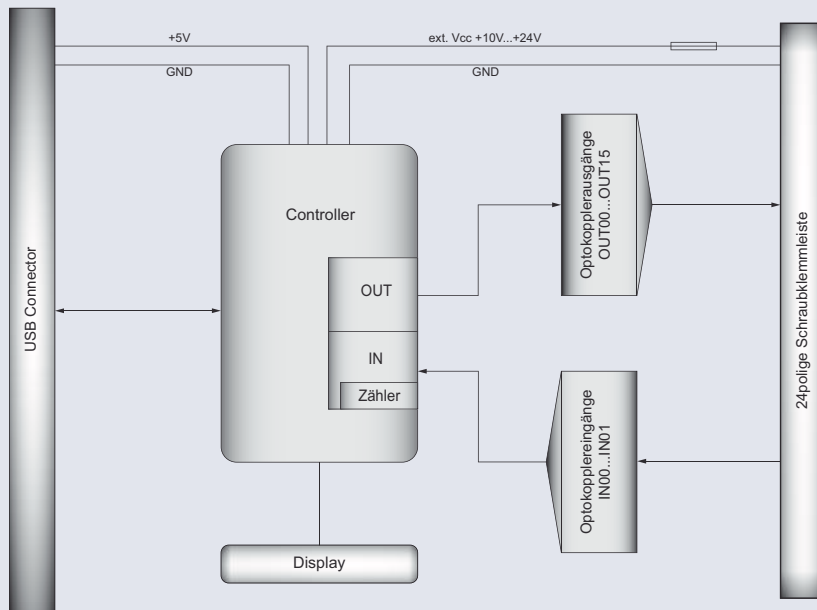 +5V
ext. Vcc +10V...+24V
GND
GND
USB Connector
Controller
OUT
IN
Zähler
Optokopplerausgänge
OUT00...OUT15
Optokopplereingänge
IN00...IN01
24polige Schraubklemmleiste
Display